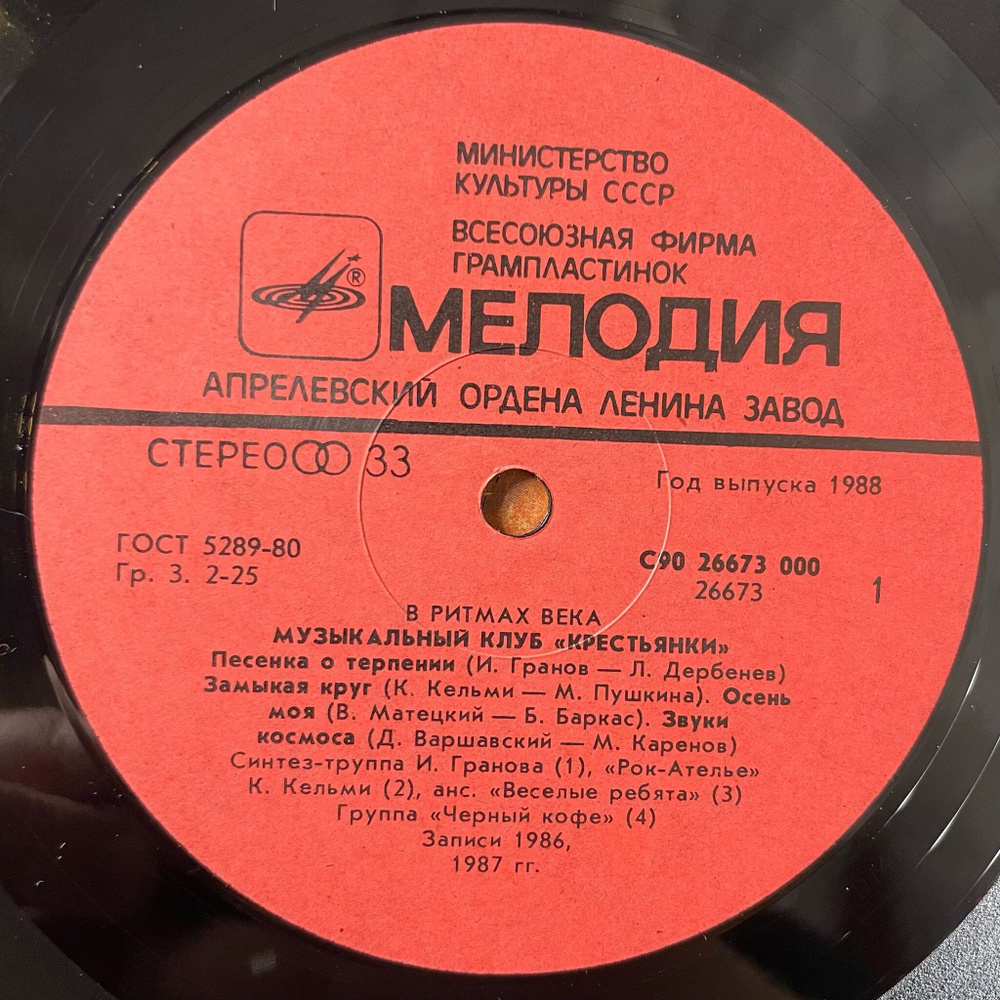 МИНИСТЕРСТВО
КУЛЬТУРЫ СССР
ВСЕСОЮЗНАЯ ФИРМА
ГРАМПЛАСТИНОК
®
МЕЛОДИЯ
АПРЕЛЕВСКИЙ ОРДЕНА ЛЕНИНА ЗАВОД
СТЕРЕО 33
Год выпуска 1988
ГОСТ 5289-80
Гр. 3. 2-25
С90 26673 000
26673
1
В РИТМАХ ВЕКА
МУЗЫКАЛЬНЫЙ КЛУБ «КРЕСТЬЯНКИ»
Песенка о терпении (И. Гранов — Л. Дербенев)
Замыкая круг (К. Кельми — М. Пушкина). Осень
моя (В. Матецкий — Б. Баркас). Звуки
космоса (Д. Варшавский — М. Каренов)
Синтез-труппа И. Гранова (1), «Рок-Ателье»
К. Кельми (2), анс. «Веселые ребята» (3)
Группа «Черный кофе» (4)
Записи 1986,
1987 гг.